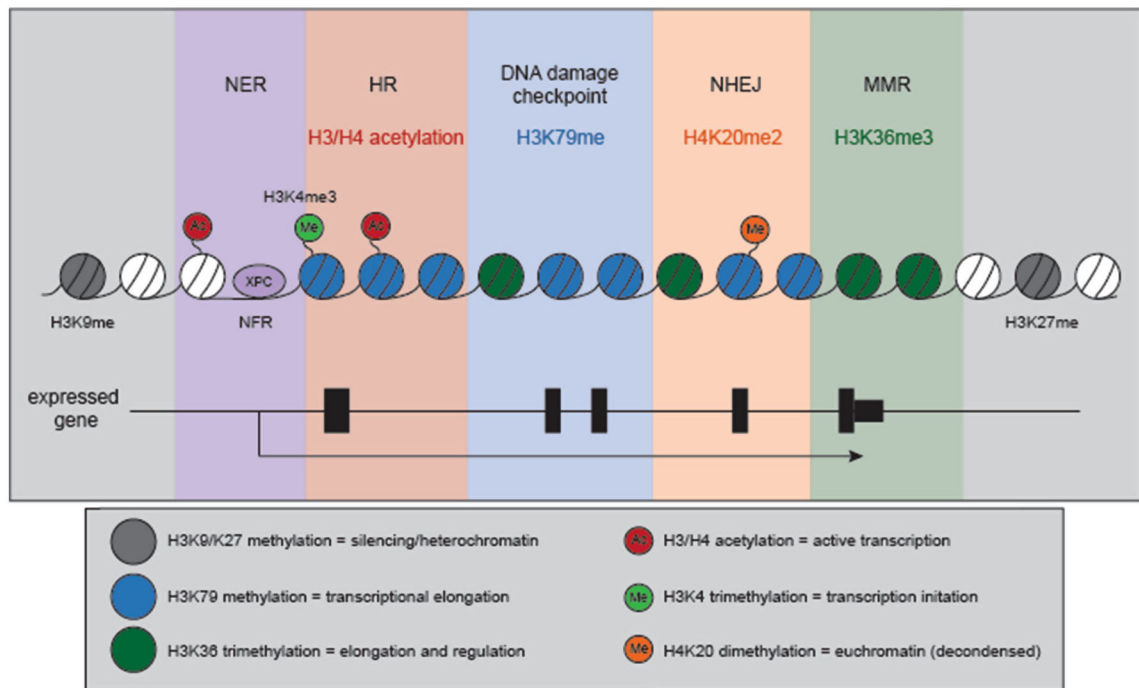 NER
HR
DNA damage
checkpoint
NHEJ
MMR
H3/H4 acetylation
H3K79me
H4K20me2
H3K36me3
H3K4me3
Ac
Me
Ac
Me
XPC
H3K9me
NFR
H3K27me
expressed
gene
H3K9/K27 methylation = silencing/heterochromatin
Ac
H3/H4 acetylation = active transcription
H3K79 methylation = transcriptional elongation
Me
H3K4 trimethylation = transcription initation
H3K36 trimethylation = elongation and regulation
Me
H4K20 dimethylation = euchromatin (decondensed)